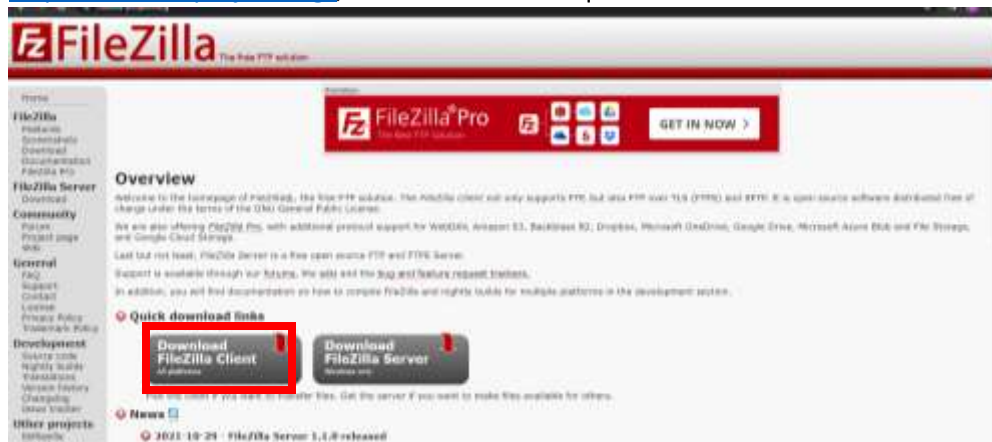 FileZilla The free FTP solution
Home
FileZilla
Features
Screenshots
Download
Documentation
FileZilla Pro
FileZilla Server
Download
Community
Forum
Project page
Wiki
General
FAQ
Support
Contact
License
Privacy Policy
Trademark Policy
Development
Source code
Nightly builds
Translations
Version history
Changelog
Issue tracker
Other projects
FileZilla®Pro
The Best FTP Solution
GET IN NOW >
Overview
Welcome to the homepage of FileZilla®, the free FTP solution. The FileZilla client not only supports FTP, but also FTP over TLS (FTPS) and SFTP. It is open source software distributed free of
charge under the terms of the GNU General Public License.
We are also offering FileZilla Pro, with additional protocol support for WebDAV, Amazon S3, Backblaze B2, Dropbox, Microsoft OneDrive, Google Drive, Microsoft Azure Blob and File Storage,
and Google Cloud Storage.
Last but not least, FileZilla Server is a free open source FTP and FTPS Server.
Support is available through our forums, the wiki and the bug and feature request trackers.
In addition, you will find documentation on how to compile FileZilla and nightly builds for multiple platforms in the development section.
Quick download links
Download
FileZilla Client
All platforms
Download
FileZilla Server
Windows only
Pick the client if you want to transfer files. Get the server if you want to make files available for others.
News
2021-10-29 - FileZilla Server 1.1.0 released